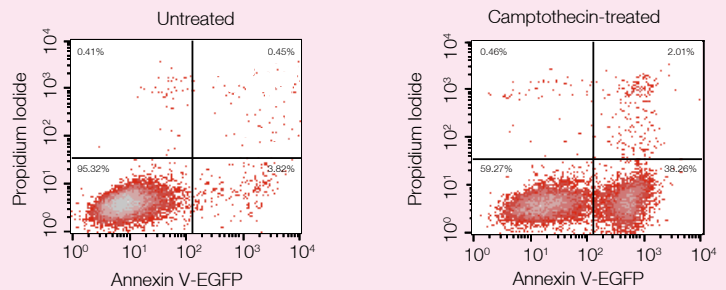 Untreated
Camptothecin-treated
10⁴
0.41%
0.45%
10³
10²
95.32%
3.82%
10¹
10⁰
Propidium Iodide
10⁰ 10¹ 10² 10³ 10⁴
Annexin V-EGFP
10⁴
0.46%
2.01%
10³
10²
59.27%
38.26%
10¹
10⁰
Propidium Iodide
10⁰ 10¹ 10² 10³ 10⁴
Annexin V-EGFP